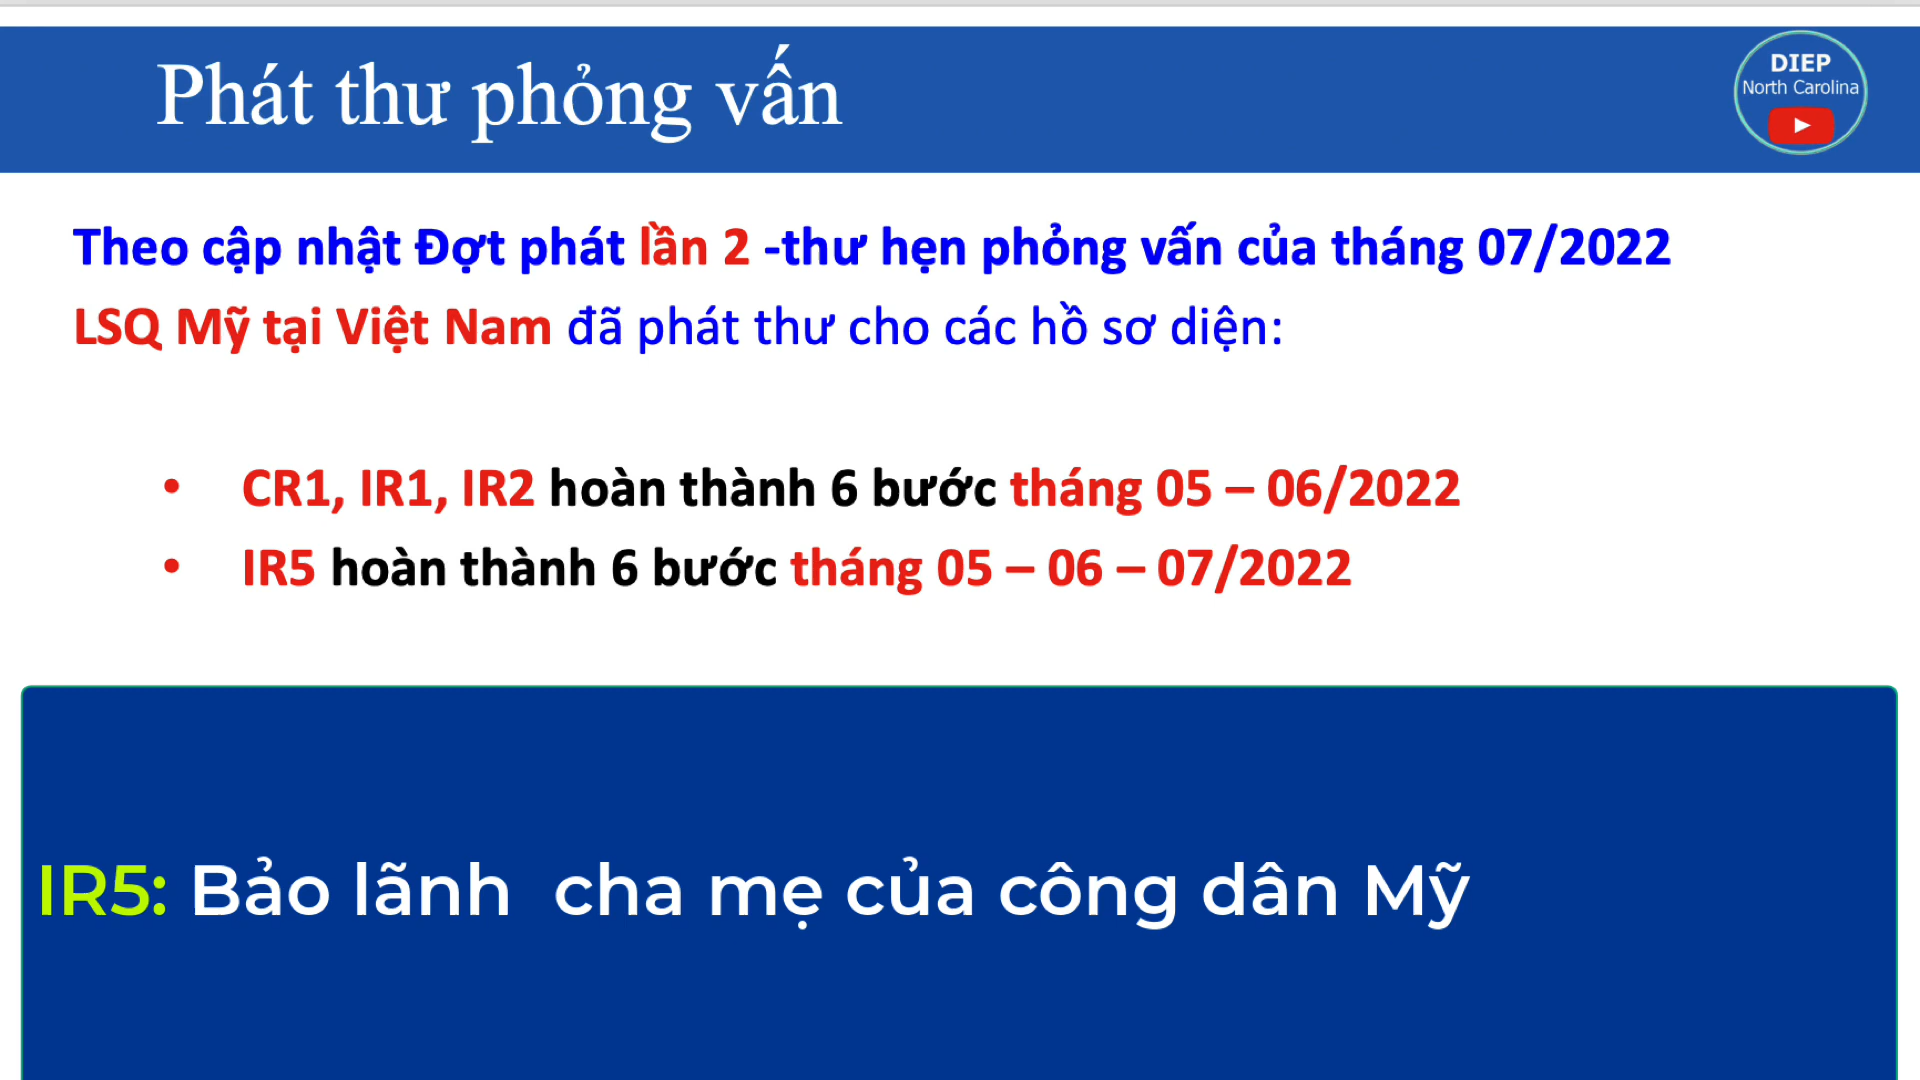 Phát thư phỏng vấn
DIEP
North Carolina
Theo cập nhật Đợt phát lần 2 -thư hẹn phỏng vấn của tháng 07/2022
LSQ Mỹ tại Việt Nam đã phát thư cho các hồ sơ diện:
• CR1, IR1, IR2 hoàn thành 6 bước tháng 05 – 06/2022
• IR5 hoàn thành 6 bước tháng 05 – 06 – 07/2022
IR5: Bảo lãnh cha mẹ của công dân Mỹ